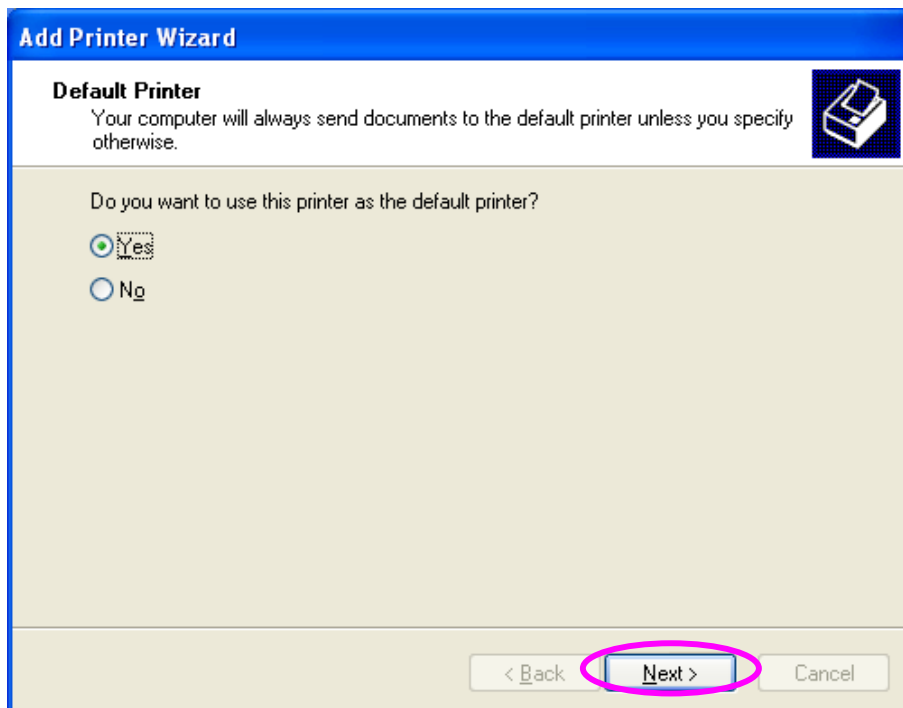 Add Printer Wizard
Default Printer
Your computer will always send documents to the default printer unless you specify
otherwise.
Do you want to use this printer as the default printer?
Yes
No
< Back
Next >
Cancel